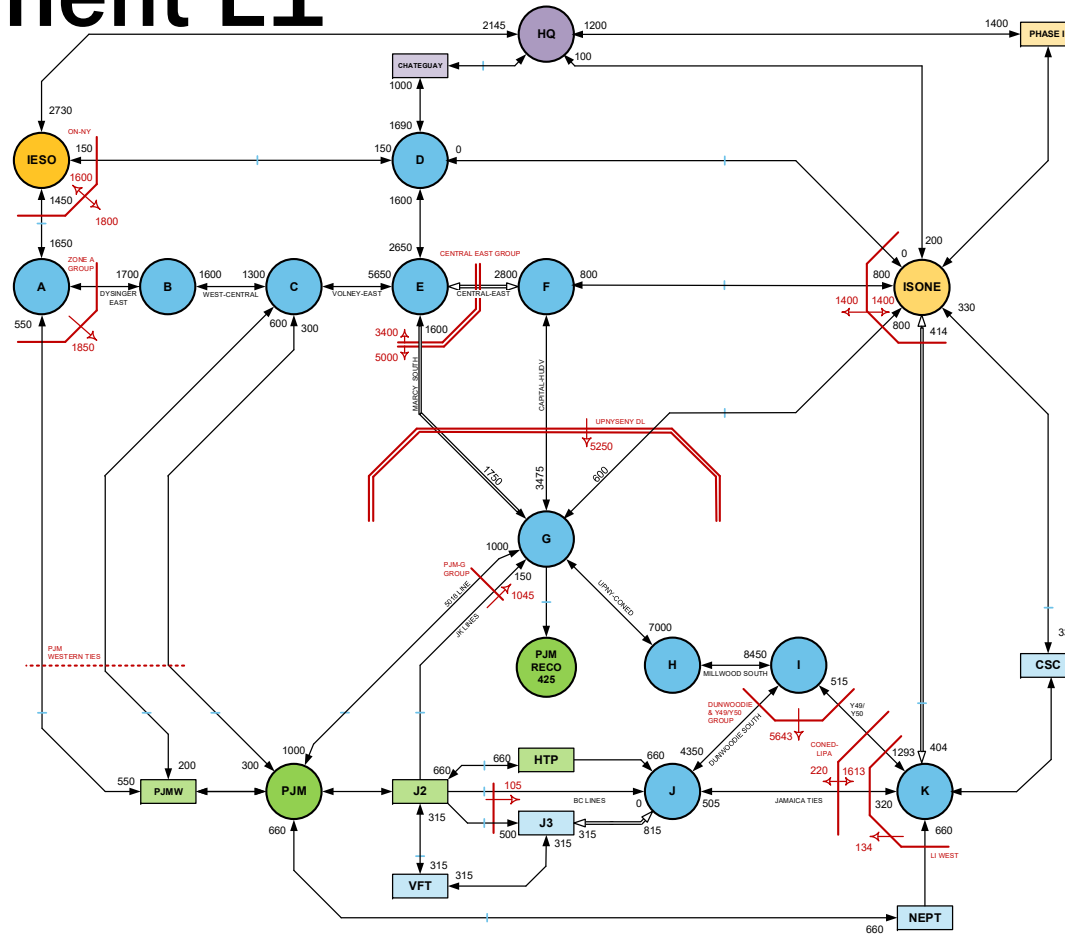 nent E1
2145
HQ
1200
1400
PHASE I
CHATEGUAY
100
1000
2730
ON-NY
1690
IESO
150
150
D
0
1600
1450
1800
1600
1650
2650
CENTRAL EAST GROUP
0
200
ZONE A
GROUP
A
1700
B
1600
1300
C
5650
E
2800
F
800
800
ISONE
DYSINGER
EAST
WEST-CENTRAL
VOLNEY-EAST
CENTRAL-EAST
1400
1400
330
550
600
300
1600
800
414
1850
3400
5000
MARCY SOUTH
CAPITAL-HUDV
UPNYSENY DL
5250
1750
3475
600
G
1000
PJM-G
GROUP
150
1045
5018 LINE
JK LINES
UPNY-CONED
7000
PJM
WESTERN TIES
PJM
RECO
425
H
8450
I
MILLWOOD SOUTH
CSC
515
DUNWOODIE
& Y49/Y50
GROUP
Y49/
Y50
5643
DUNWOODIE SOUTH
CONED-
LIPA
4350
1293
404
1000
660
HTP
660
660
200
300
550
PJMW
PJM
J2
105
220
1613
BC LINES
0
J
505
JAMAICA TIES
320
K
315
500
J3
315
815
660
660
315
134
LI WEST
315
VFT
315
NEPT
660